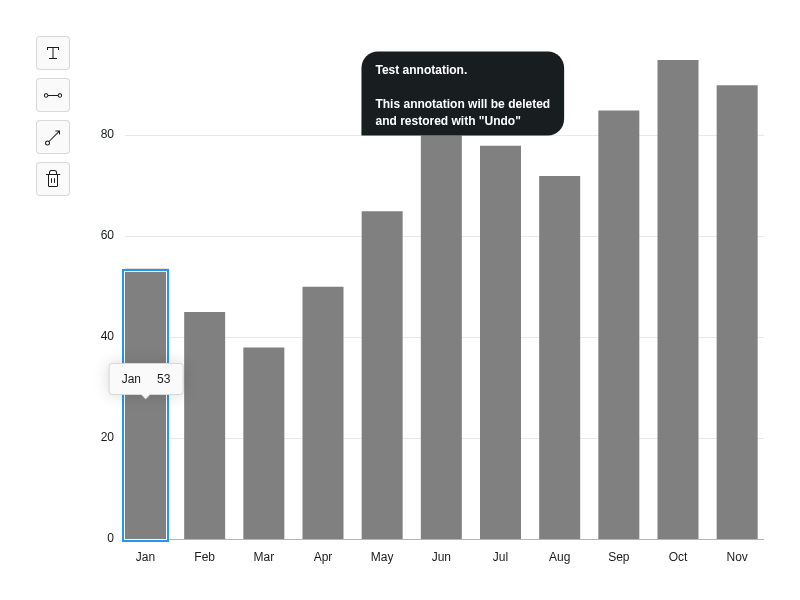 Test annotation.
This annotation will be deleted
and restored with "Undo"
80
60
40
20
0
Jan 53
Jan Feb Mar Apr May Jun Jul Aug Sep Oct Nov